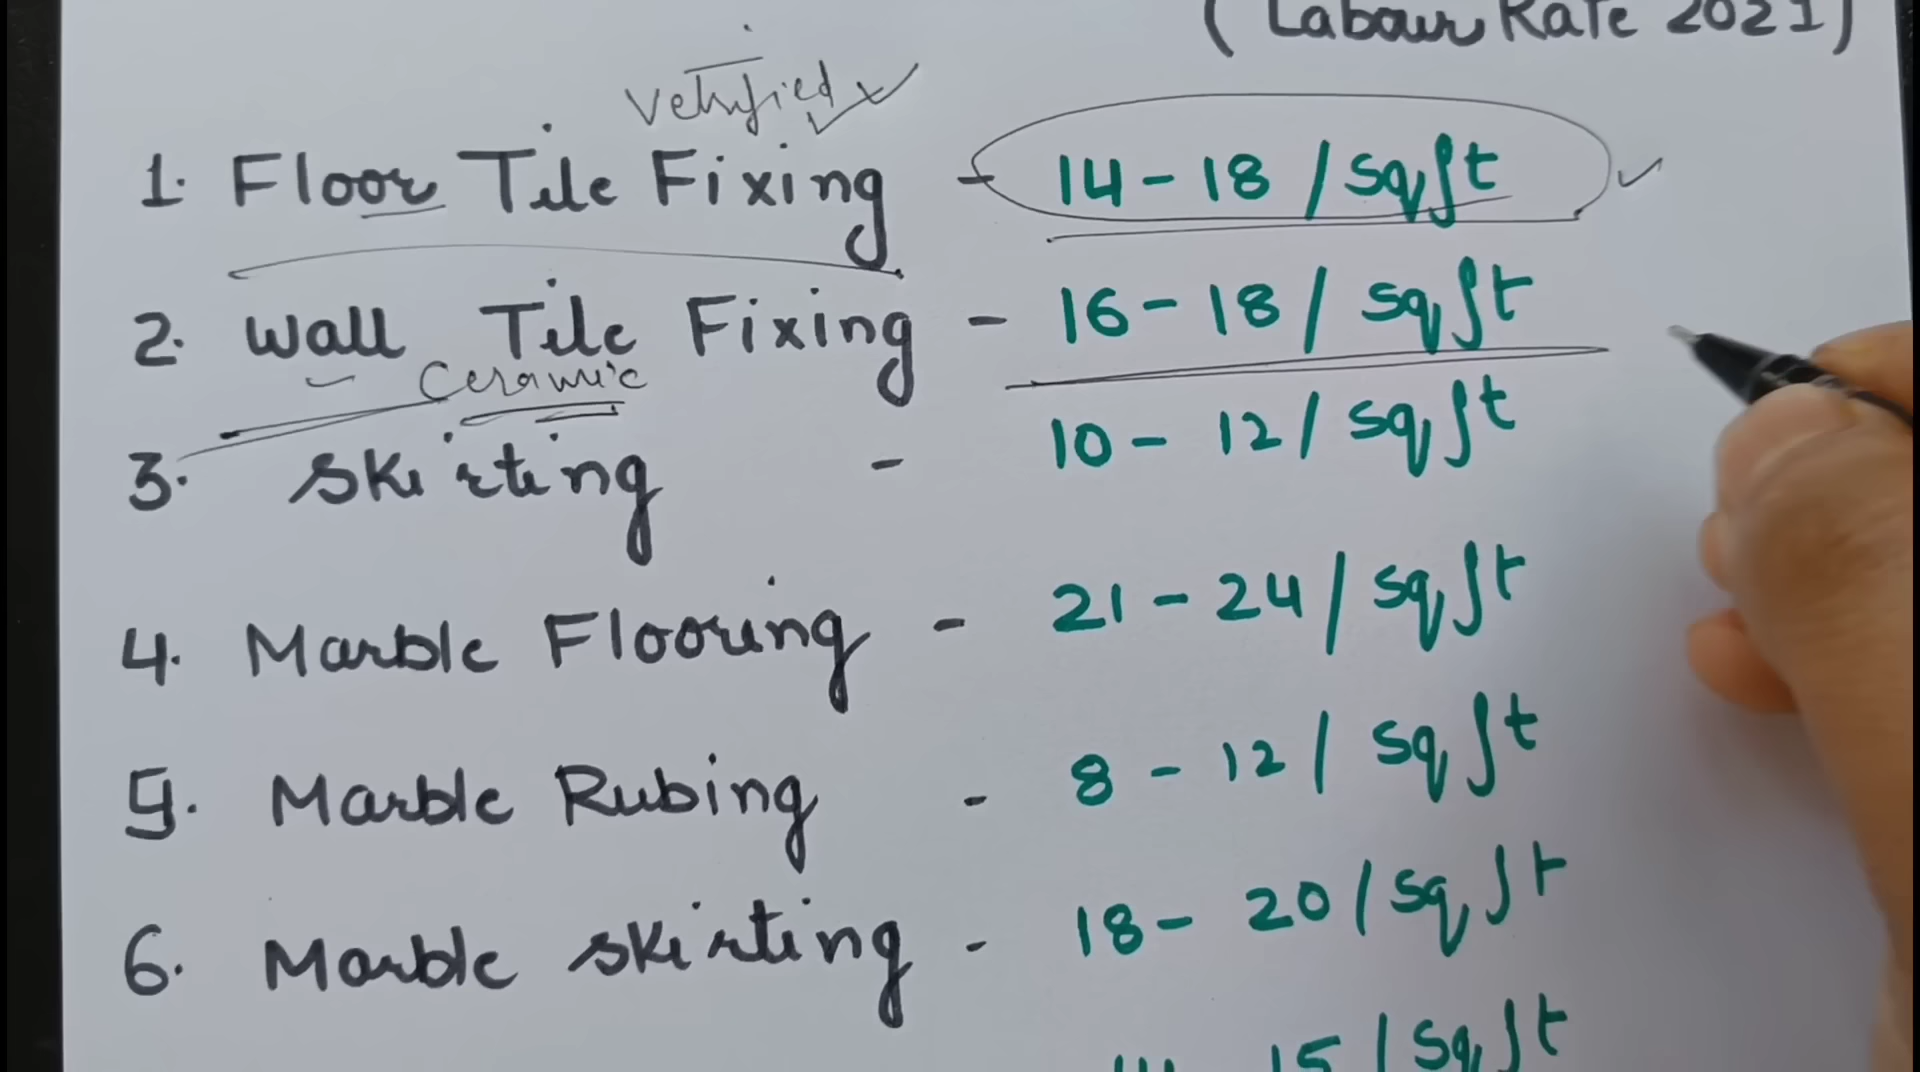 (Labour Rate 2021)
Vetrified
1. Floor Tile Fixing - 14-18/sqft
2. Wall Tile Fixing - 16-18/sqft
Ceramic
3. Skirting - 10-12/sqft
4. Marble Flooring - 21-24/sqft
5. Marble Rubing - 8-12/sqft
6. Marble Skirting - 18-20/sqft
15/sqft